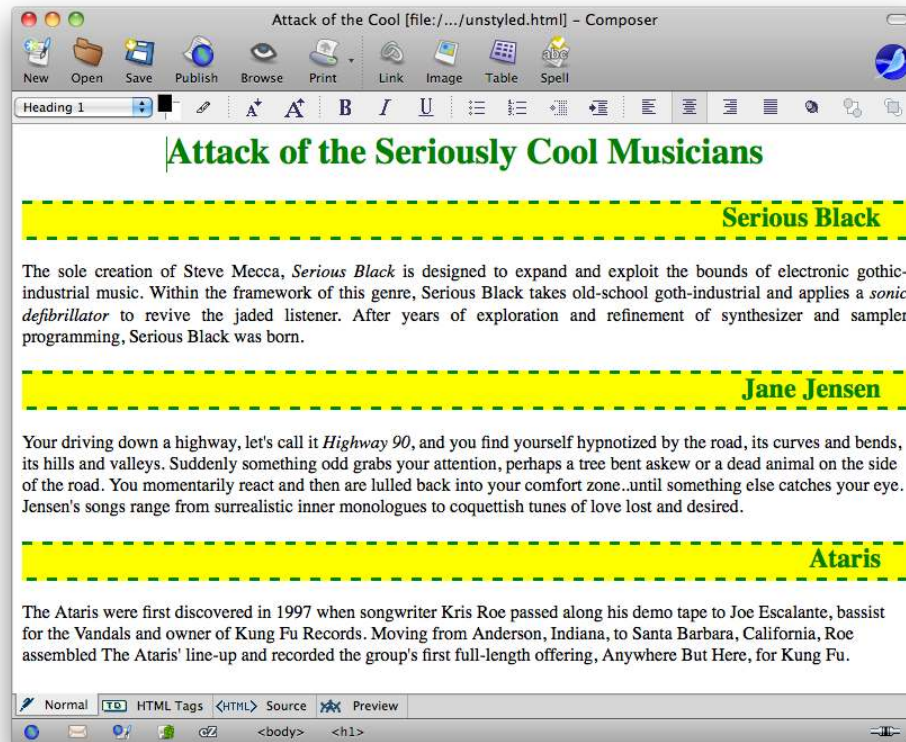 Attack of the Cool [file:/.../unstyled.html] – Composer
New Open Save Publish Browse Print Link Image Table Spell
Heading 1
Attack of the Seriously Cool Musicians
Serious Black
The sole creation of Steve Mecca, Serious Black is designed to expand and exploit the bounds of electronic gothic-
industrial music. Within the framework of this genre, Serious Black takes old-school goth-industrial and applies a sonic
defibrillator to revive the jaded listener. After years of exploration and refinement of synthesizer and sampler
programming, Serious Black was born.
Jane Jensen
Your driving down a highway, let's call it Highway 90, and you find yourself hypnotized by the road, its curves and bends,
its hills and valleys. Suddenly something odd grabs your attention, perhaps a tree bent askew or a dead animal on the side
of the road. You momentarily react and then are lulled back into your comfort zone..until something else catches your eye.
Jensen's songs range from surrealistic inner monologues to coquettish tunes of love lost and desired.
Ataris
The Ataris were first discovered in 1997 when songwriter Kris Roe passed along his demo tape to Joe Escalante, bassist
for the Vandals and owner of Kung Fu Records. Moving from Anderson, Indiana, to Santa Barbara, California, Roe
assembled The Ataris' line-up and recorded the group's first full-length offering, Anywhere But Here, for Kung Fu.
Normal TD HTML Tags <HTML> Source Preview
cZ <body> <h1>